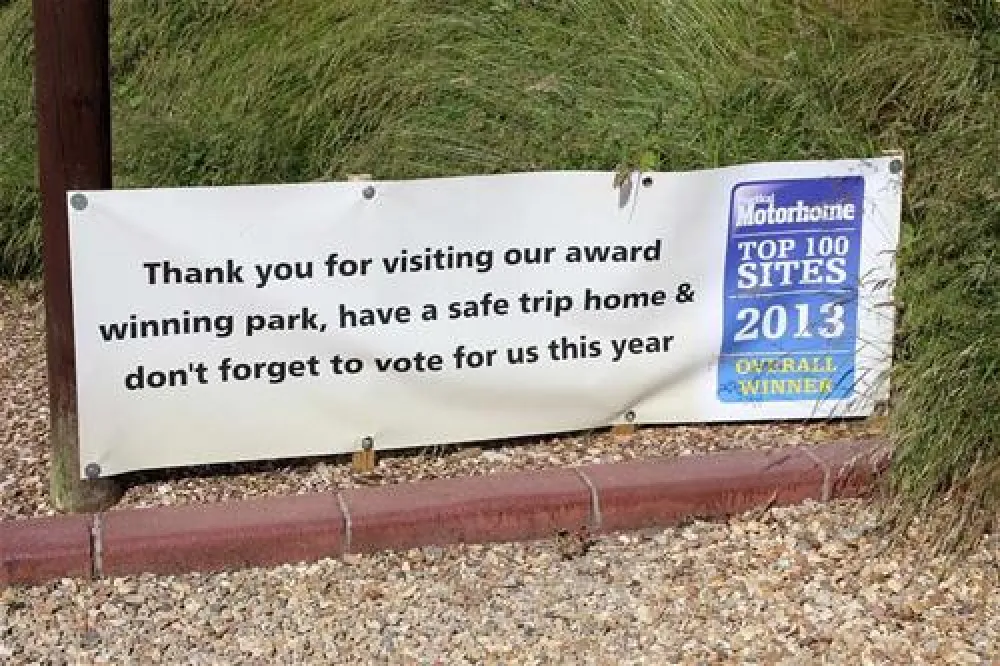 Thank you for visiting our award
winning park, have a safe trip home &
don't forget to vote for us this year
Motorhome
TOP 100
SITES
2013
OVERALL
WINNER